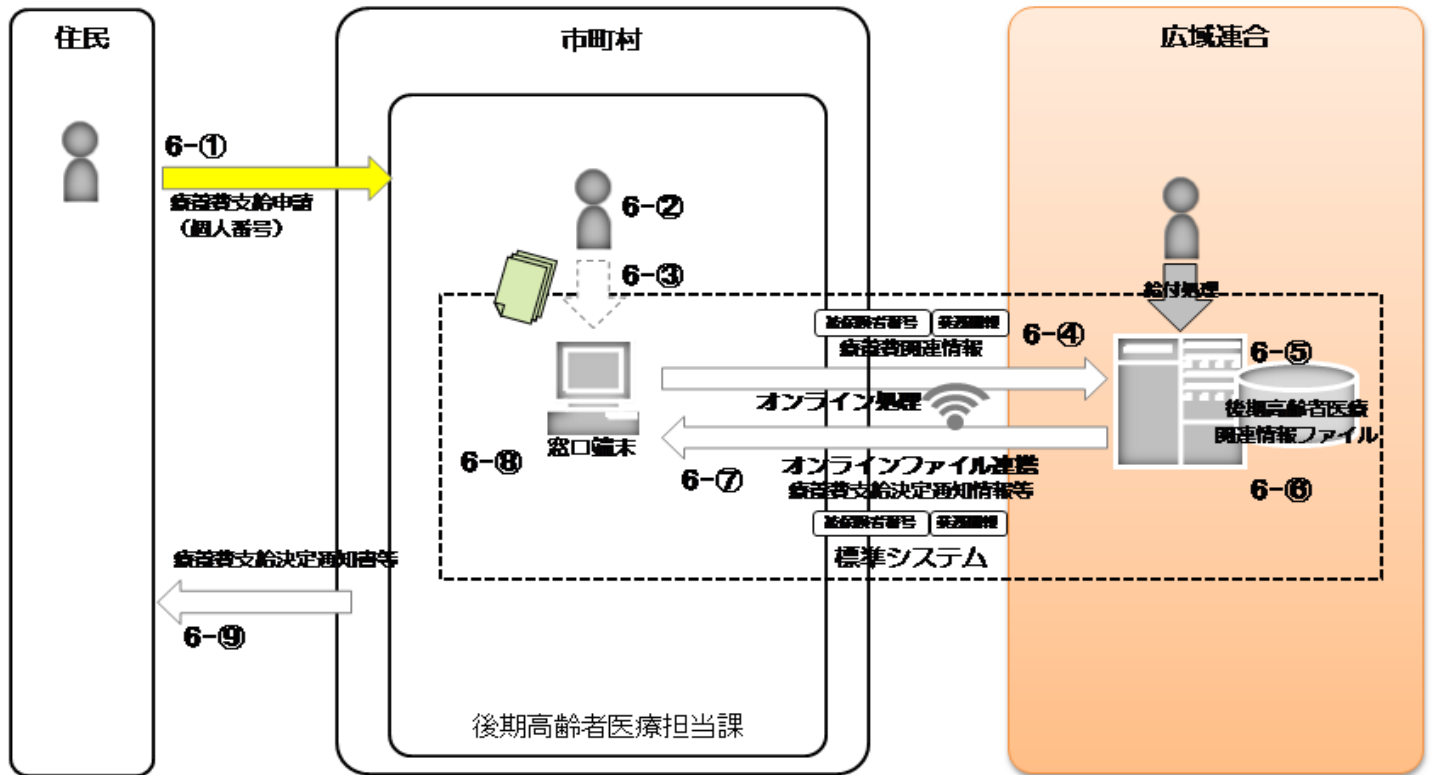 住民
市町村
広域連合
6-①
療養費支給申請
（個人番号）
6-②
6-③
給付処理
被保険者番号
業務情報
療養費関連情報
6-④
6-⑤
オンライン処理
後期高齢者医療
関連情報ファイル
窓口端末
6-⑧
6-⑦
オンラインファイル連携
療養費支給決定通知情報等
6-⑥
被保険者番号
業務情報
標準システム
療養費支給決定通知書等
6-⑨
後期高齢者医療担当課